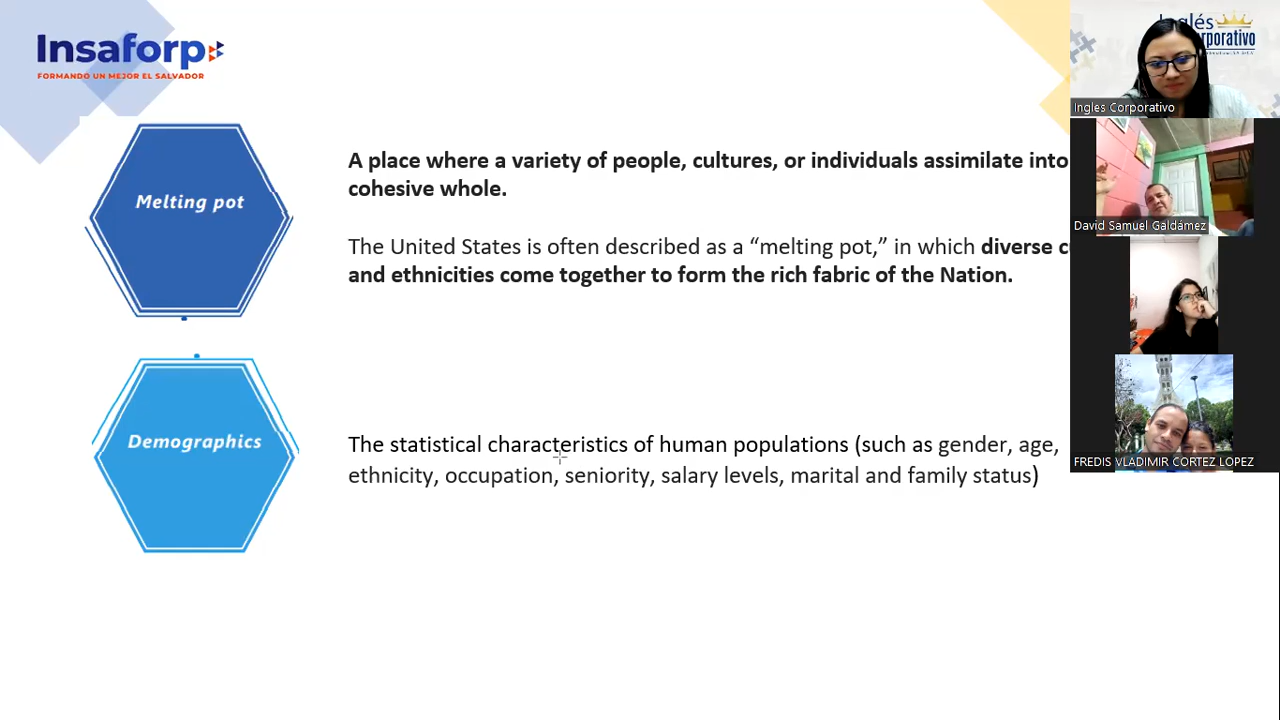 Insaforp
FORMANDO UN MEJOR EL SALVADOR
Inglés
rporativo
Ingles Corporativo
Melting pot
A place where a variety of people, cultures, or individuals assimilate into
cohesive whole.
The United States is often described as a “melting pot,” in which diverse c
and ethnicities come together to form the rich fabric of the Nation.
David Samuel Galdámez
Demographics
The statistical characteristics of human populations (such as gender, age,
ethnicity, occupation, seniority, salary levels, marital and family status)
FREDIS VLADIMIR CORTEZ LOPEZ